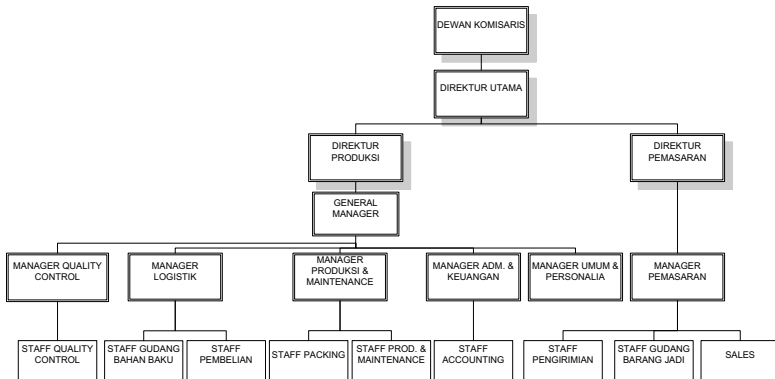 DEWAN KOMISARIS
DIREKTUR UTAMA
DIREKTUR
PRODUKSI
DIREKTUR
PEMASARAN
GENERAL
MANAGER
MANAGER QUALITY
CONTROL
MANAGER
LOGISTIK
MANAGER
PRODUKSI &
MAINTENANCE
MANAGER ADM. &
KEUANGAN
MANAGER UMUM &
PERSONALIA
MANAGER
PEMASARAN
STAFF QUALITY
CONTROL
STAFF GUDANG
BAHAN BAKU
STAFF
PEMBELIAN
STAFF PACKING
STAFF PROD. &
MAINTENANCE
STAFF
ACCOUNTING
STAFF
PENGIRIMIAN
STAFF GUDANG
BARANG JADI
SALES